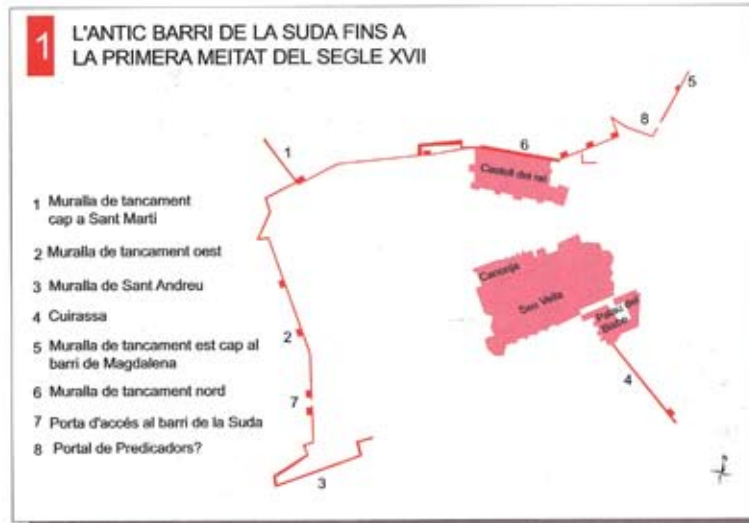 1
L'ANTIC BARRI DE LA SUDA FINS A
LA PRIMERA MEITAT DEL SEGLE XVII
1 Muralla de tancament
cap a Sant Martí
2 Muralla de tancament oest
3 Muralla de Sant Andreu
4 Cuirassa
5 Muralla de tancament est cap al
barri de Magdalena
6 Muralla de tancament nord
7 Porta d'accés al barri de la Suda
8 Portal de Predicadors?
1
6
8
5
Castell del rei
Canonja
Seu Vella
Palau del
Bisbe
2
7
4
3